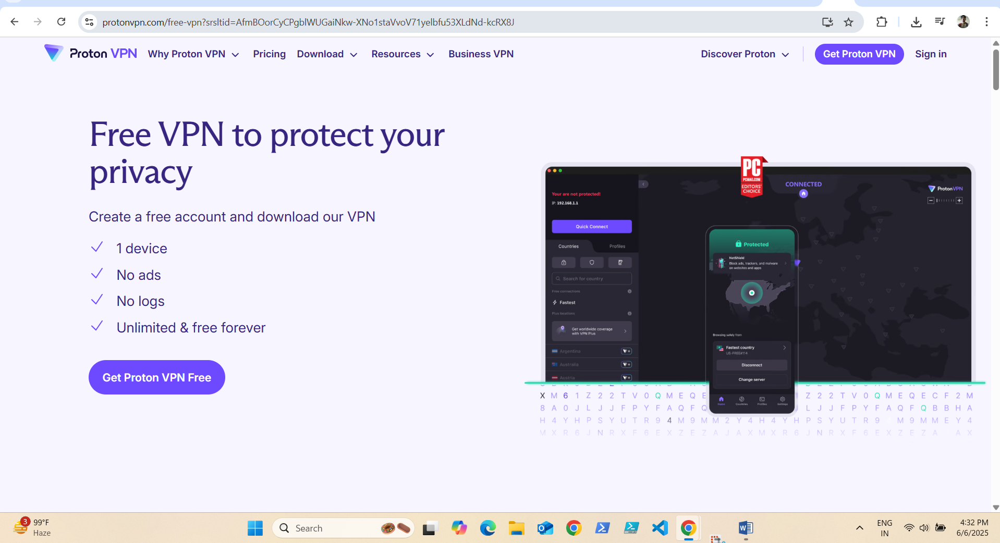 protonvpn.com/free-vpn?srsltid=AfmBOorCyCPgblWUGaiNkw-XNo1staVvoV71yelbfu53XLdNd-kcRX8J
Proton VPN Why Proton VPN Pricing Download Resources Business VPN Discover Proton Get Proton VPN Sign in
Free VPN to protect your
privacy
Create a free account and download our VPN
1 device
No ads
No logs
Unlimited & free forever
Get Proton VPN Free
PC
PCMAG.COM
EDITORS'
CHOICE
CONNECTED
ProtonVPN
Your are not protected!
IP: 192.168.1.1
Quick Connect
Countries Profiles
Search for country
Free connections
Fastest
Plus locations
Get worldwide coverage
with VPN Plus
Argentina
Australia
Austria
Protected
NetShield
Block ads, trackers, and malware
on websites and apps
Browsing safely from
Fastest country
US-FREE#114
Disconnect
Change server
Home Countries Profiles Settings
X M 6 1 Z 2 2 T V 0 Q M E Q E Z 2 2 T V 0 Q M E Q E C F 2 M
8 A 0 J L J J F P Y F A Q F Q L J J F P Y F A Q F Q B B H A
H 4 Y H P S Y U T R 9 4 M 9 M M 2 Y 4 H 4 Y H P S Y U T R 9 M 9 M M E Y 4
M X R 6 J N R X F 6 E X Z E Z A J A X M X R 6 J N R X F 6 E X Z E Z A A X
3
99°F
Haze
Search
ENG
IN
4:32 PM
6/6/2025